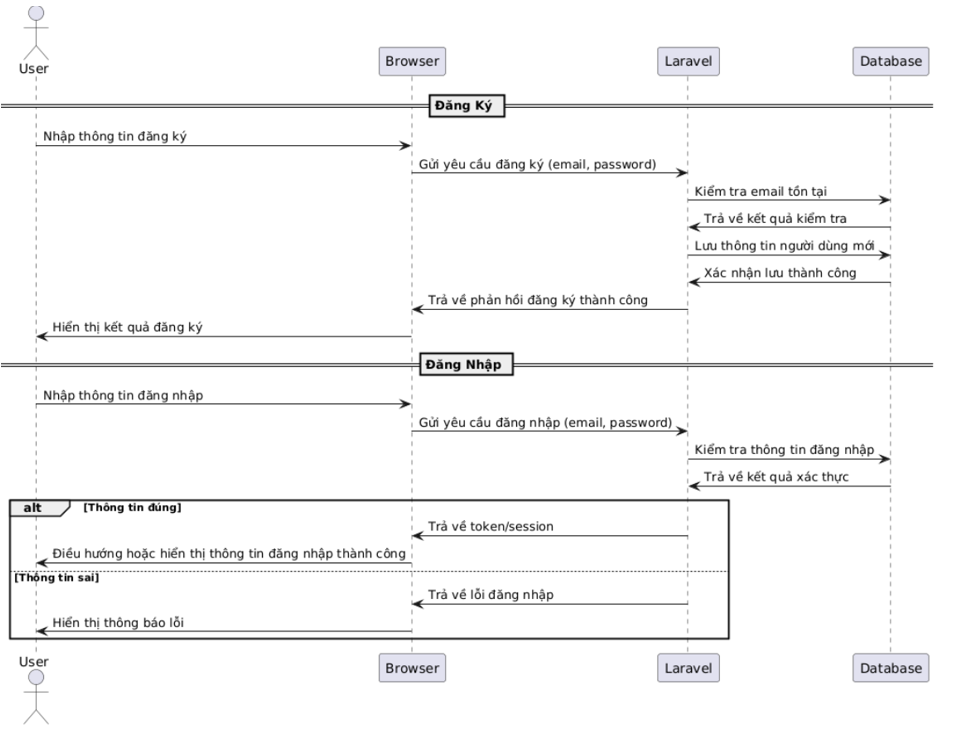 User
Browser
Laravel
Database
Đăng Ký
Nhập thông tin đăng ký
Gửi yêu cầu đăng ký (email, password)
Kiểm tra email tồn tại
Trả về kết quả kiểm tra
Lưu thông tin người dùng mới
Xác nhận lưu thành công
Trả về phản hồi đăng ký thành công
Hiển thị kết quả đăng ký
Đăng Nhập
Nhập thông tin đăng nhập
Gửi yêu cầu đăng nhập (email, password)
Kiểm tra thông tin đăng nhập
Trả về kết quả xác thực
alt [Thông tin đúng]
Trả về token/session
Điều hướng hoặc hiển thị thông tin đăng nhập thành công
[Thông tin sai]
Trả về lỗi đăng nhập
Hiển thị thông báo lỗi
User
Browser
Laravel
Database